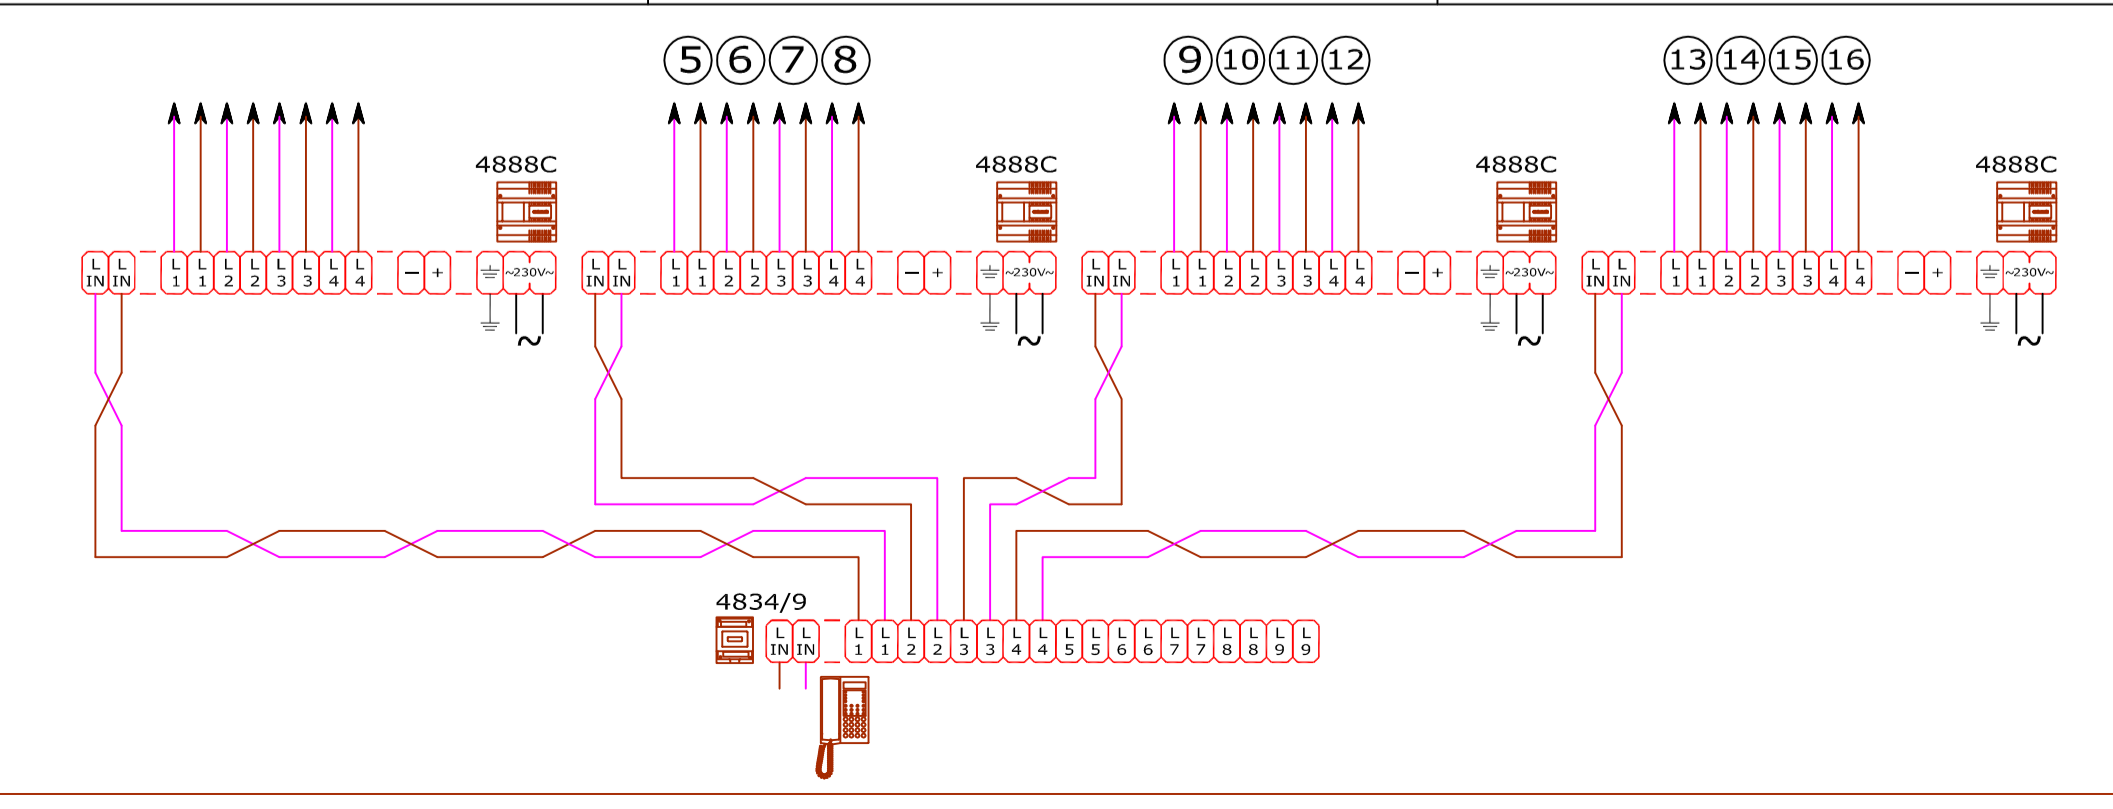 5 6 7 8 9 10 11 12 13 14 15 16
4888C 4888C 4888C 4888C
L IN L IN L 1 L 1 L 2 L 2 L 3 L 3 L 4 L 4 − + ~230V~
L IN L IN L 1 L 1 L 2 L 2 L 3 L 3 L 4 L 4 − + ~230V~
L IN L IN L 1 L 1 L 2 L 2 L 3 L 3 L 4 L 4 − + ~230V~
L IN L IN L 1 L 1 L 2 L 2 L 3 L 3 L 4 L 4 − + ~230V~
~ ~ ~ ~
4834/9
L IN L IN L 1 L 1 L 2 L 2 L 3 L 3 L 4 L 4 L 5 L 5 L 6 L 6 L 7 L 7 L 8 L 8 L 9 L 9